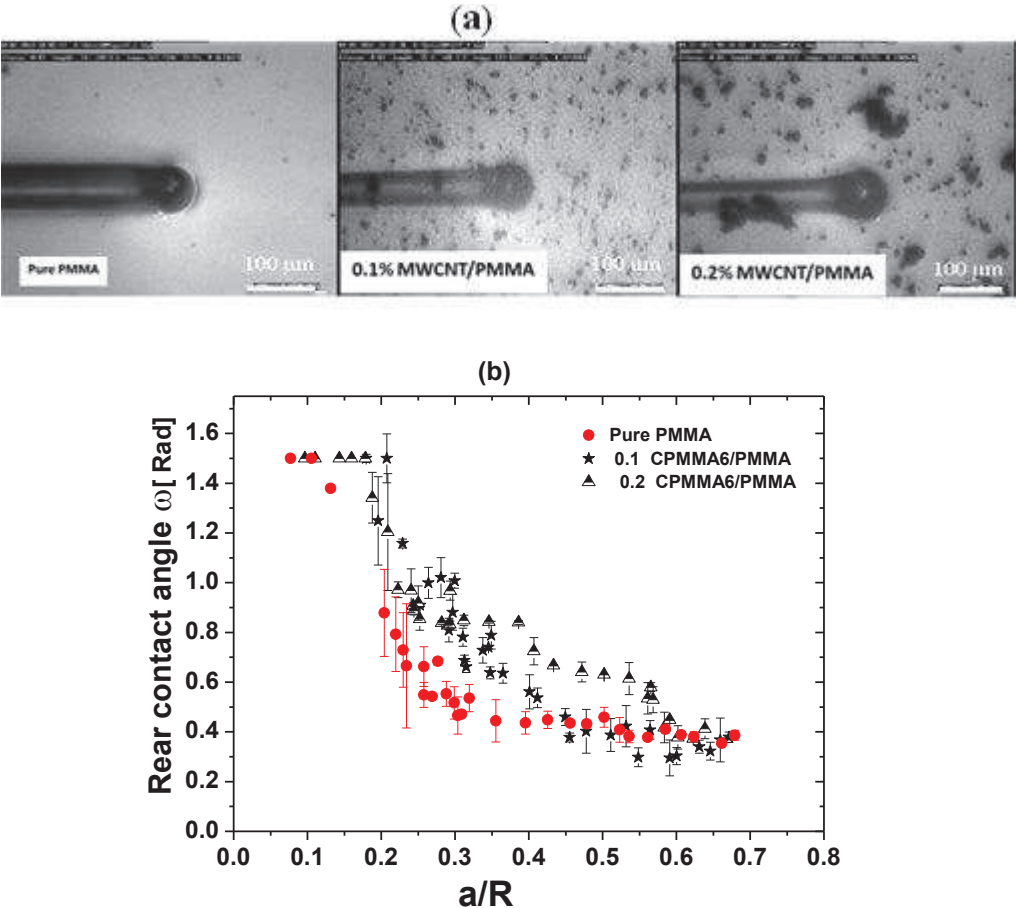 (a)
Pure PMMA
100 μm
0.1% MWCNT/PMMA
100 μm
0.2% MWCNT/PMMA
100 μm
(b)
Rear contact angle ω[ Rad]
1.6
1.4
1.2
1.0
0.8
0.6
0.4
0.2
0.0
Pure PMMA
0.1 CPMMA6/PMMA
0.2 CPMMA6/PMMA
0.0 0.1 0.2 0.3 0.4 0.5 0.6 0.7 0.8
a/R